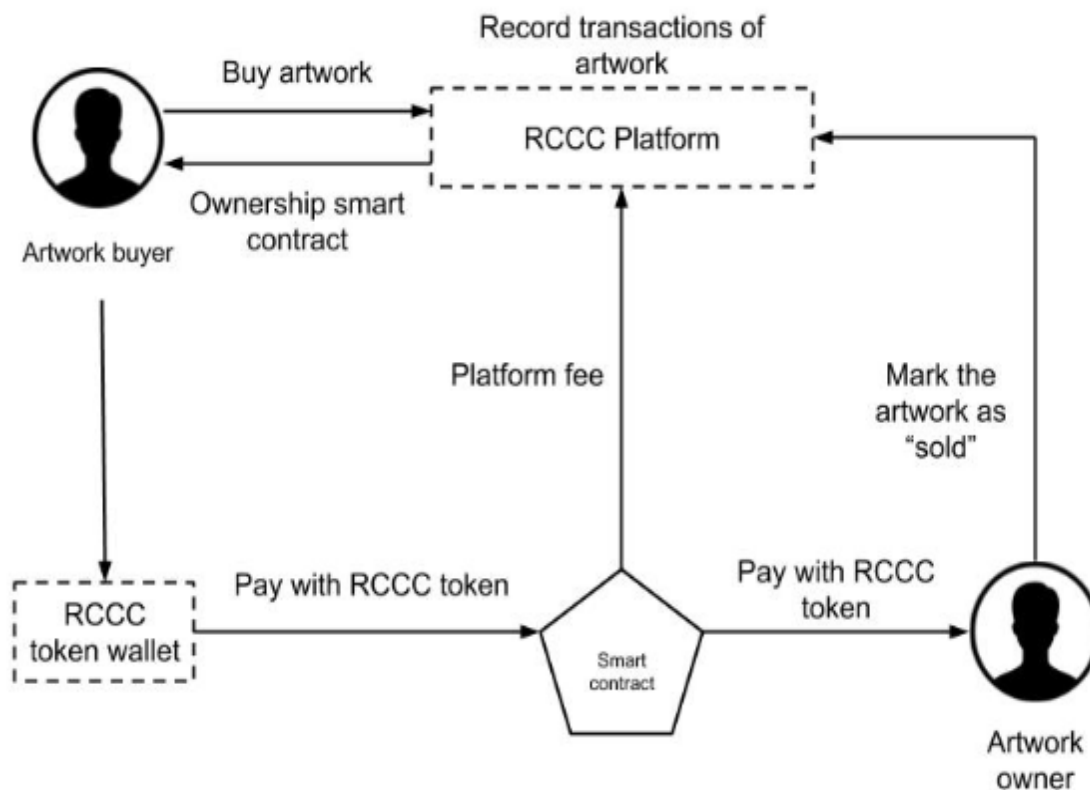 Record transactions of
artwork
Buy artwork
RCCC Platform
Ownership smart
contract
Artwork buyer
Platform fee
Mark the
artwork as
“sold”
Pay with RCCC token
Pay with RCCC
token
RCCC
token wallet
Smart
contract
Artwork
owner